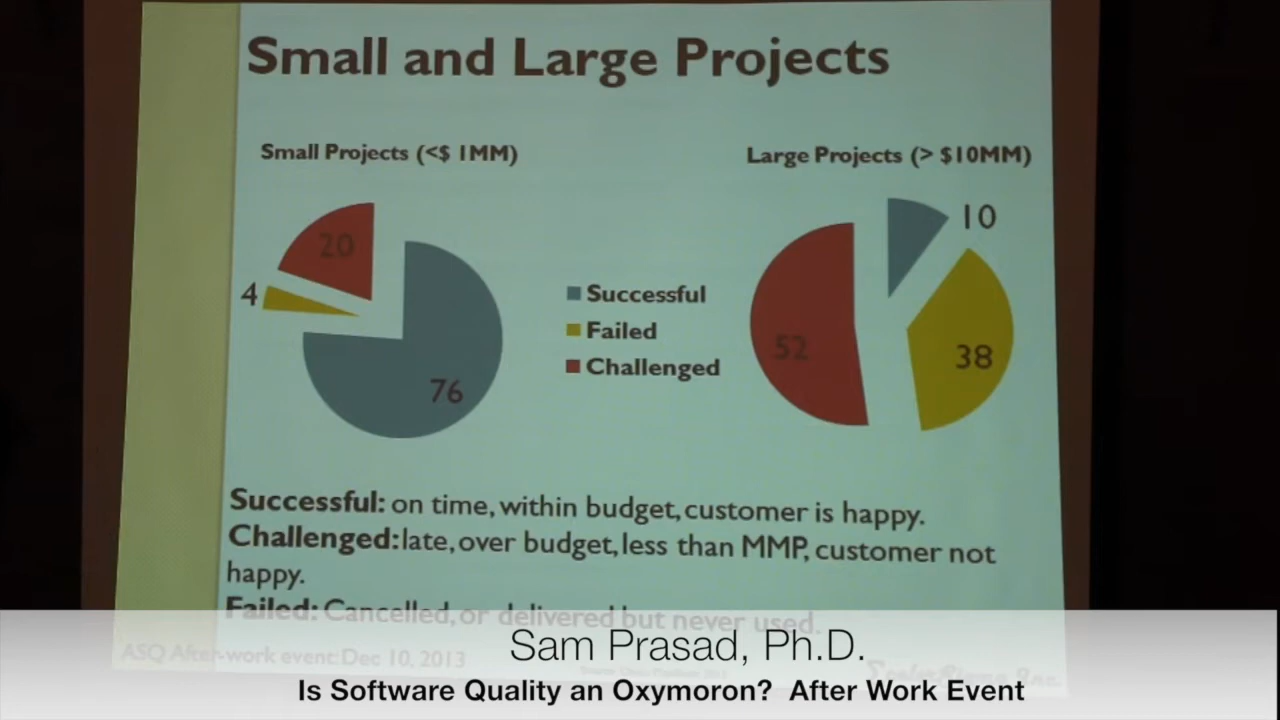 Small and Large Projects
Small Projects (<$ 1MM)
Large Projects (> $10MM)
20
4
76
Successful
Failed
Challenged
10
52
38
Successful: on time, within budget, customer is happy.
Challenged: late, over budget, less than MMP, customer not
happy.
Failed: Cancelled, or delivered but never used.
Sam Prasad, Ph.D.
ASQ After-work event: Dec 10, 2013
Is Software Quality an Oxymoron? After Work Event